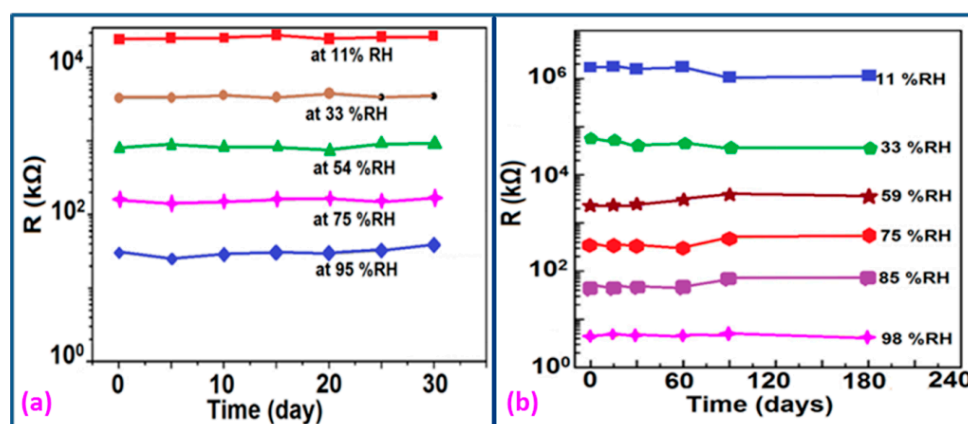 10⁴
10²
10⁰
R (kΩ)
at 11% RH
at 33 %RH
at 54 %RH
at 75 %RH
at 95 %RH
0 10 20 30
Time (day)
(a)
10⁶
10⁴
10²
10⁰
R (kΩ)
11 %RH
33 %RH
59 %RH
75 %RH
85 %RH
98 %RH
0 60 120 180 240
Time (days)
(b)